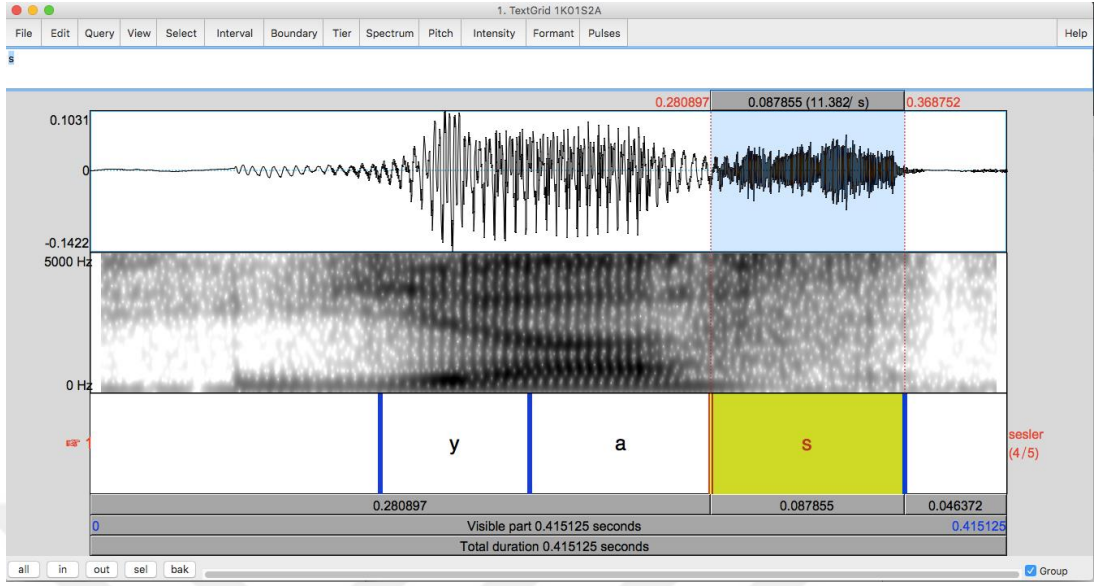 1. TextGrid 1K01S2A
File Edit Query View Select Interval Boundary Tier Spectrum Pitch Intensity Formant Pulses Help
s
0.280897 0.087855 (11.382/ s) 0.368752
0.1031
0
-0.1422
5000 Hz
0 Hz
☞ 1 y a s sesler
(4/5)
0.280897 0.087855 0.046372
0 Visible part 0.415125 seconds 0.415125
Total duration 0.415125 seconds
all in out sel bak Group